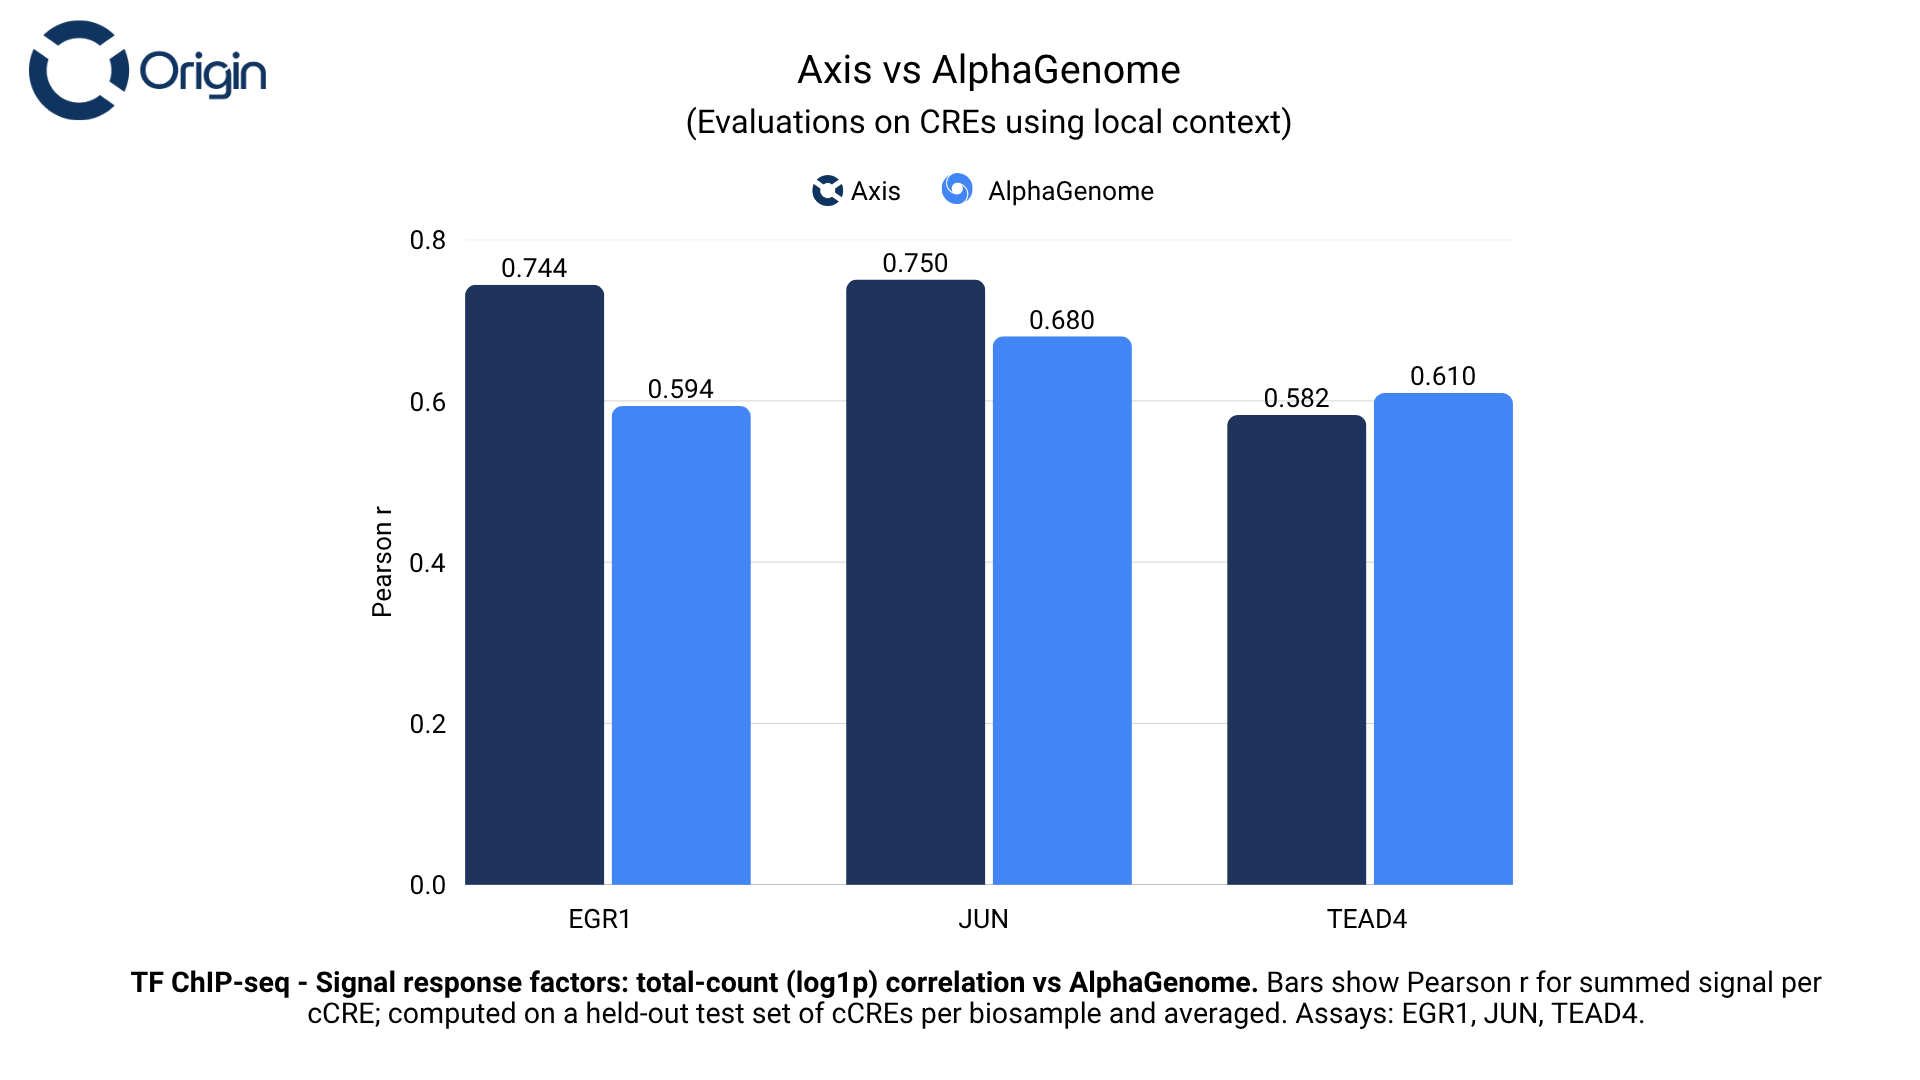 Origin
Axis vs AlphaGenome
(Evaluations on CREs using local context)
Axis
AlphaGenome
0.8
0.6
0.4
0.2
0.0
Pearson r
0.744
0.594
0.750
0.680
0.582
0.610
EGR1
JUN
TEAD4
TF ChIP-seq - Signal response factors: total-count (log1p) correlation vs AlphaGenome. Bars show Pearson r for summed signal per
cCRE; computed on a held-out test set of cCREs per biosample and averaged. Assays: EGR1, JUN, TEAD4.